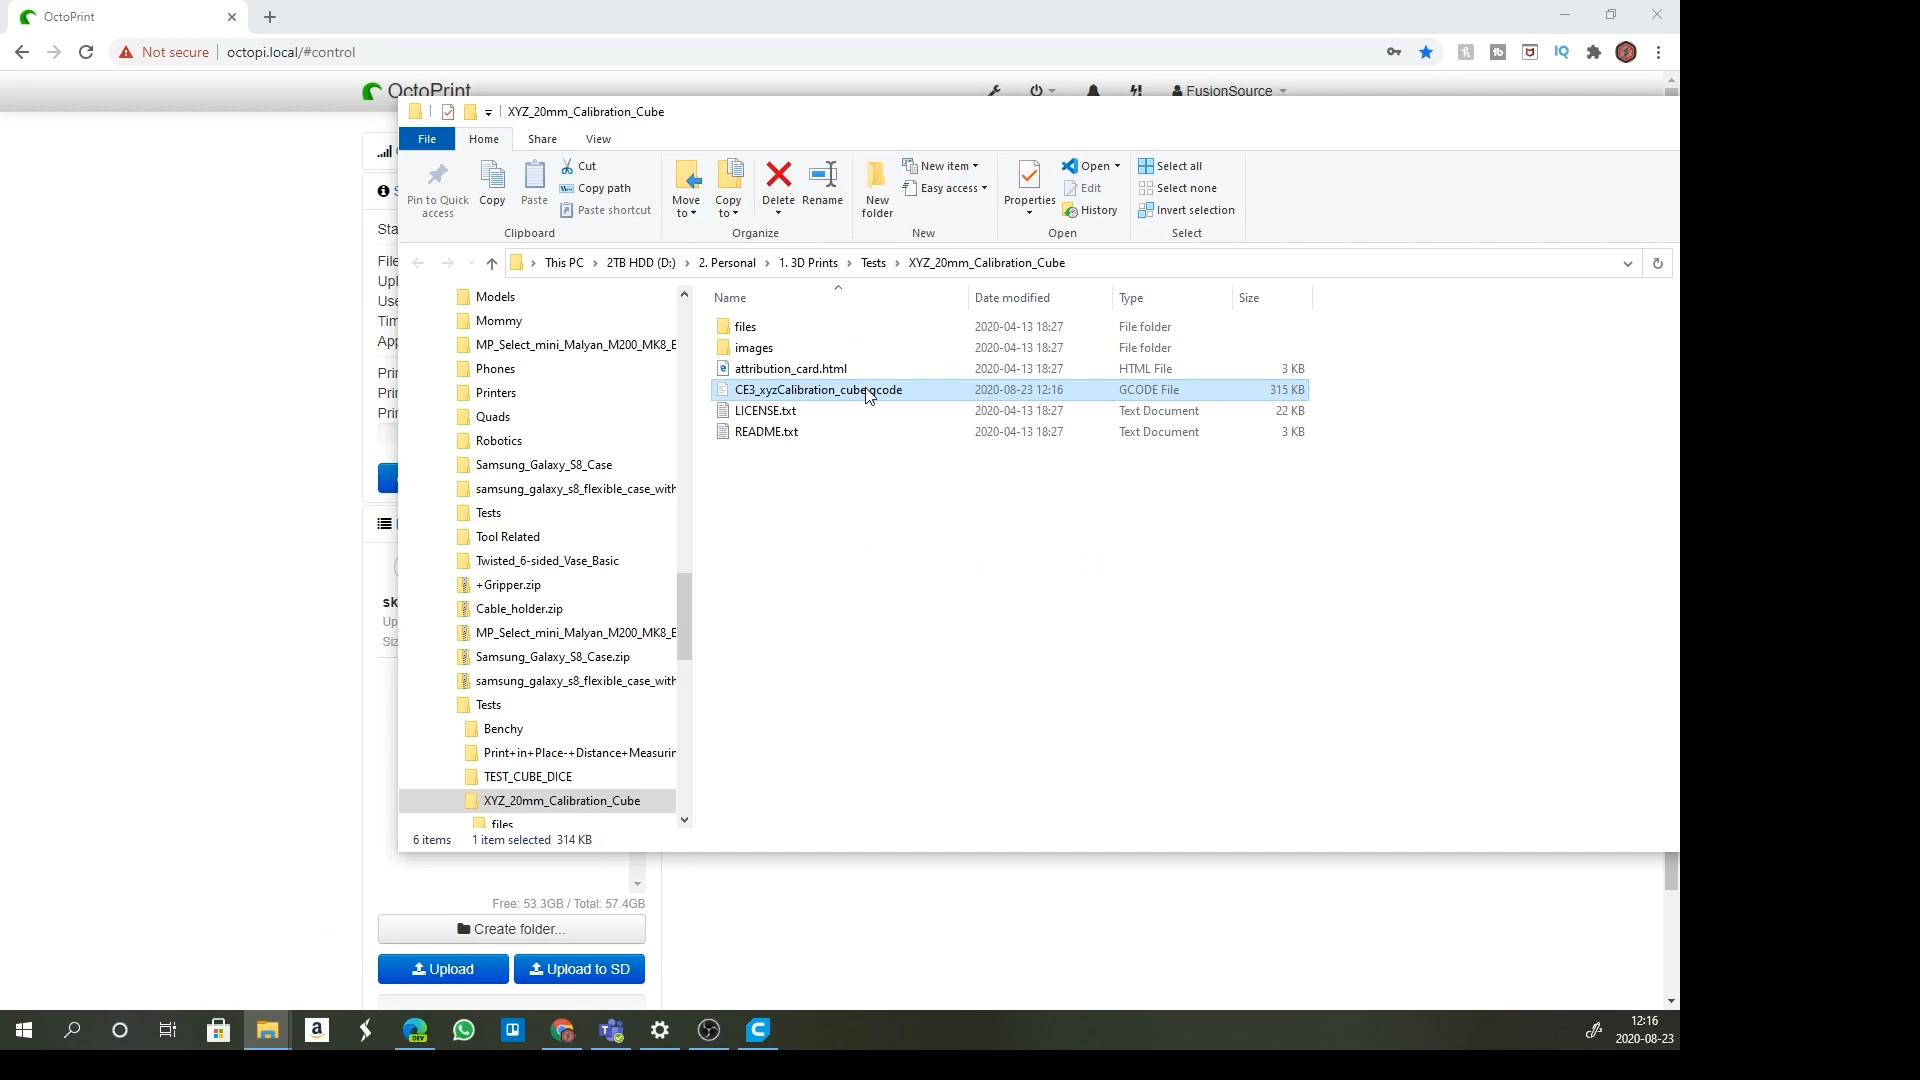 OctoPrint
Not secure
octopi.local/#control
OctoPrint
FusionSource
XYZ_20mm_Calibration_Cube
File
Home
Share
View
Pin to Quick access
Copy
Paste
Cut
Copy path
Paste shortcut
Clipboard
Move to
Copy to
Delete
Rename
Organize
New folder
New item
Easy access
New
Properties
Open
Edit
History
Open
Select all
Select none
Invert selection
Select
This PC > 2TB HDD (D:) > 2. Personal > 1. 3D Prints > Tests > XYZ_20mm_Calibration_Cube
Models
Mommy
MP_Select_mini_Malyan_M200_MK8_E
Phones
Printers
Quads
Robotics
Samsung_Galaxy_S8_Case
samsung_galaxy_s8_flexible_case_with
Tests
Tool Related
Twisted_6-sided_Vase_Basic
+Gripper.zip
Cable_holder.zip
MP_Select_mini_Malyan_M200_MK8_E
Samsung_Galaxy_S8_Case.zip
samsung_galaxy_s8_flexible_case_with
Tests
Benchy
Print+in+Place-+Distance+Measurin
TEST_CUBE_DICE
XYZ_20mm_Calibration_Cube
files
Name Date modified Type Size
files 2020-04-13 18:27 File folder
images 2020-04-13 18:27 File folder
attribution_card.html 2020-04-13 18:27 HTML File 3 KB
CE3_xyzCalibration_cube.gcode 2020-08-23 12:16 GCODE File 315 KB
LICENSE.txt 2020-04-13 18:27 Text Document 22 KB
README.txt 2020-04-13 18:27 Text Document 3 KB
6 items 1 item selected 314 KB
Sta
File
Upl
Use
Tim
App
Prin
Prin
Prin
sk
Up
Siz
Free: 53.3GB / Total: 57.4GB
Create folder...
Upload
Upload to SD
12:16
2020-08-23